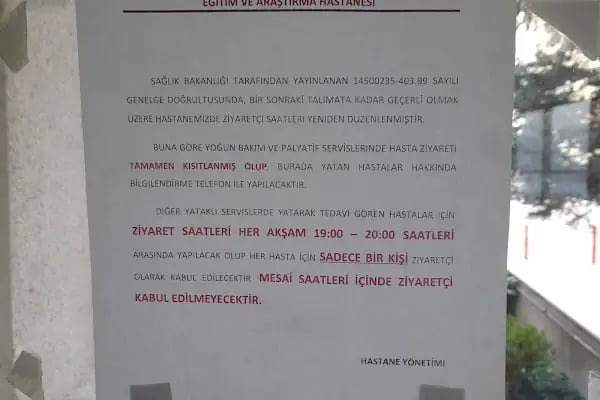 EĞİTİM VE ARAŞTIRMA HASTANESİ
SAĞLIK BAKANLIĞI TARAFINDAN YAYINLANAN 14500235-403.99 SAYILI
GENELGE DOĞRULTUSUNDA, BİR SONRAKİ TALIMATA KADAR GEÇERLİ OLMAK
ÜZERE HASTANEMİZDE ZİYARETÇİ SAATLERİ YENİDEN DÜZENLENMİŞTİR.
BUNA GÖRE YOĞUN BAKIM VE PALYATİF SERVİSLERİNDE HASTA ZİYARETİ
TAMAMEN KISITLANMIŞ OLUP, BURADA YATAN HASTALAR HAKKINDA
BİLGİLENDİRME TELEFON İLE YAPILACAKTIR.
DİĞER YATAKLI SERVİSLERDE YATARAK TEDAVİ GÖREN HASTALAR İÇİN
ZİYARET SAATLERİ HER AKŞAM 19:00 – 20:00 SAATLERİ
ARASINDA YAPILACAK OLUP HER HASTA İÇİN SADECE BİR KİŞİ ZİYARETÇİ
OLARAK KABUL EDİLECEKTİR. MESAİ SAATLERİ İÇİNDE ZİYARETÇİ
KABUL EDİLMEYECEKTİR.
HASTANE YÖNETİMİ